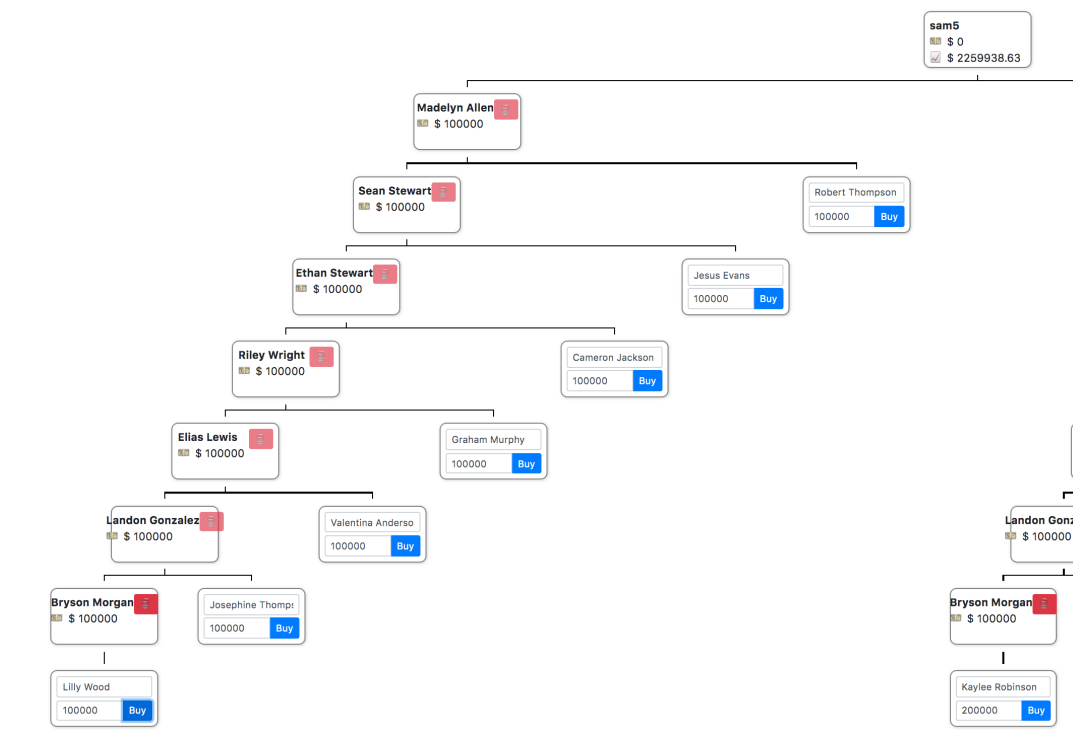 sam5
$ 0
$ 2259938.63
Madelyn Allen
$ 100000
Sean Stewart
$ 100000
Robert Thompson
100000 Buy
Ethan Stewart
$ 100000
Jesus Evans
100000 Buy
Riley Wright
$ 100000
Cameron Jackson
100000 Buy
Elias Lewis
$ 100000
Graham Murphy
100000 Buy
Landon Gonzalez
$ 100000
Valentina Anderso
100000 Buy
Landon Gonz
$ 100000
Bryson Morgan
$ 100000
Josephine Thomp
100000 Buy
Bryson Morgan
$ 100000
Lilly Wood
100000 Buy
Kaylee Robinson
200000 Buy